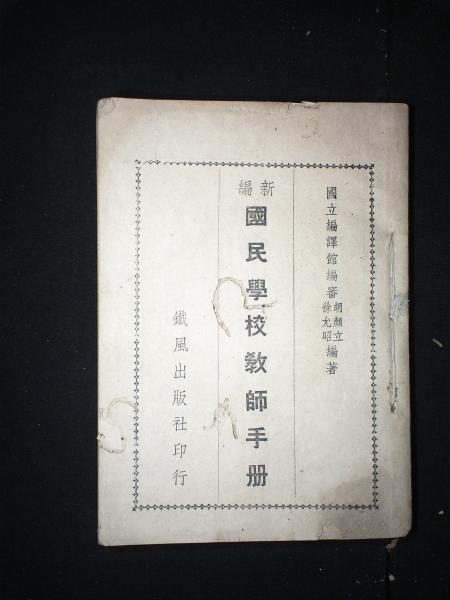 國立編譯館編審胡顏立徐允昭編著
新編
國民學校教師手册
鐵風出版社印行